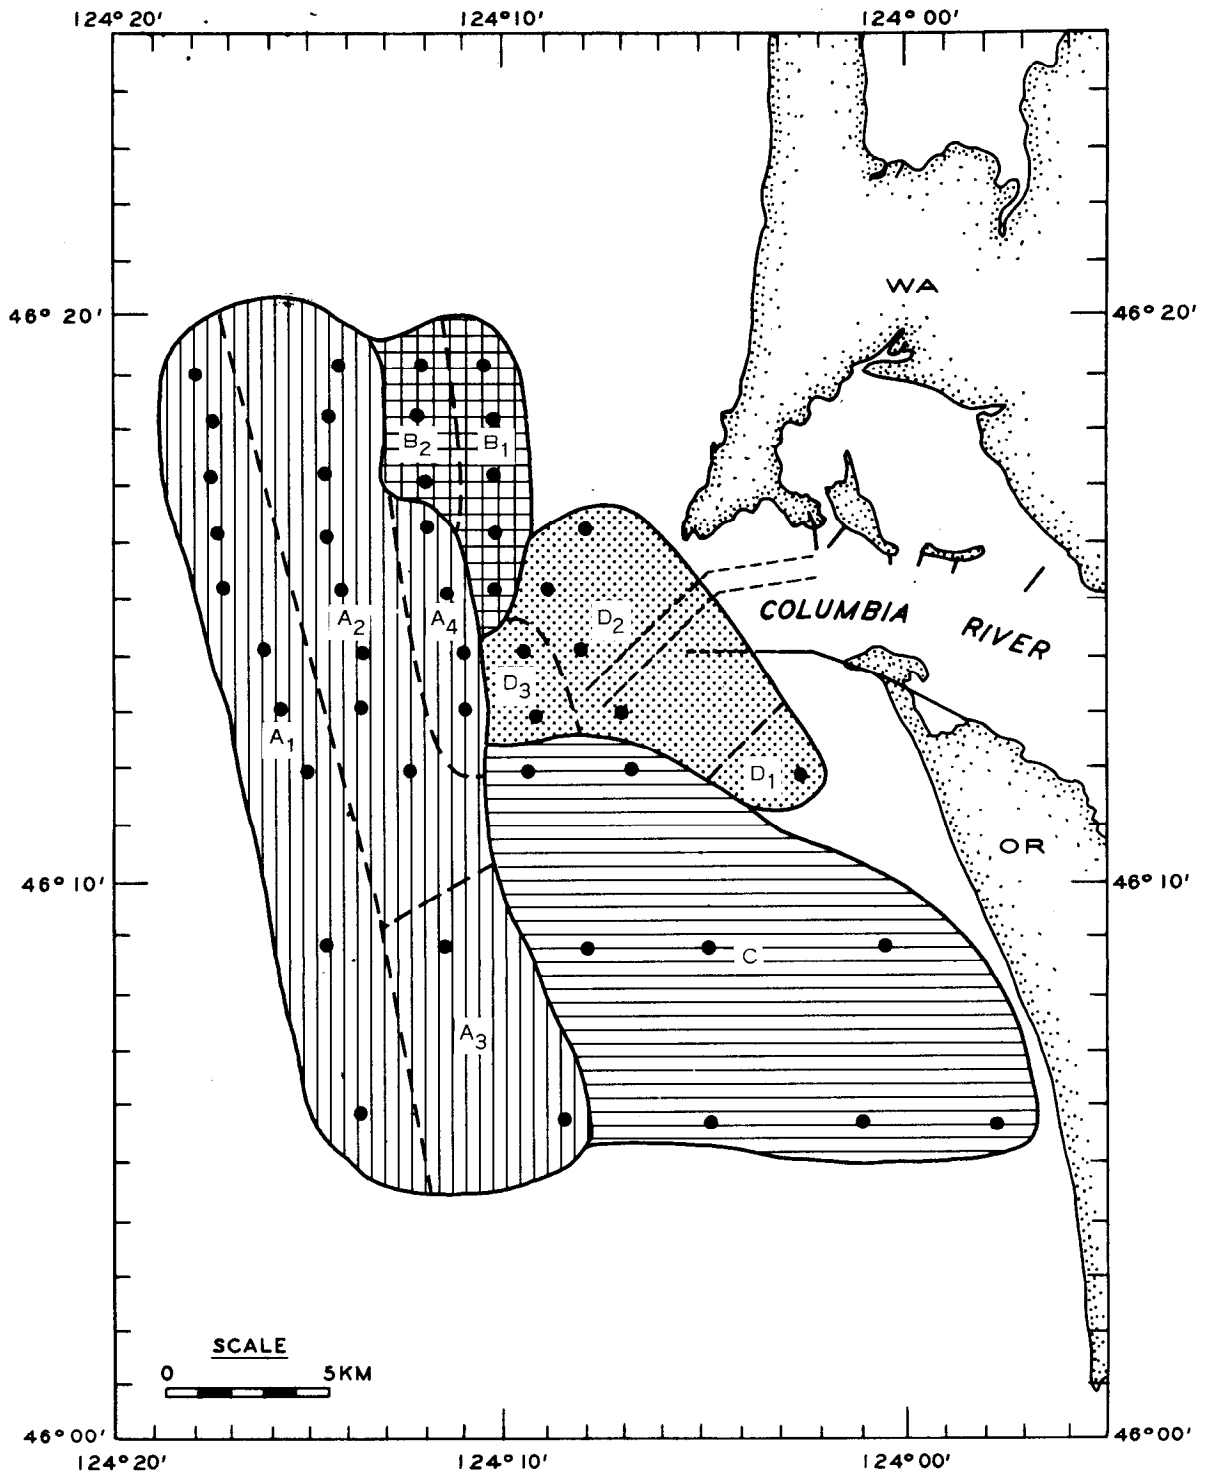 124° 20' 124° 10' 124° 00'
WA
46° 20' 46° 20'
B2 B1
A2 A4 D2 COLUMBIA
RIVER
D3
A1
D1
OR
46° 10' 46° 10'
C
A3
SCALE
0 5KM
46° 00' 46° 00'
124° 20' 124° 10' 124° 00'